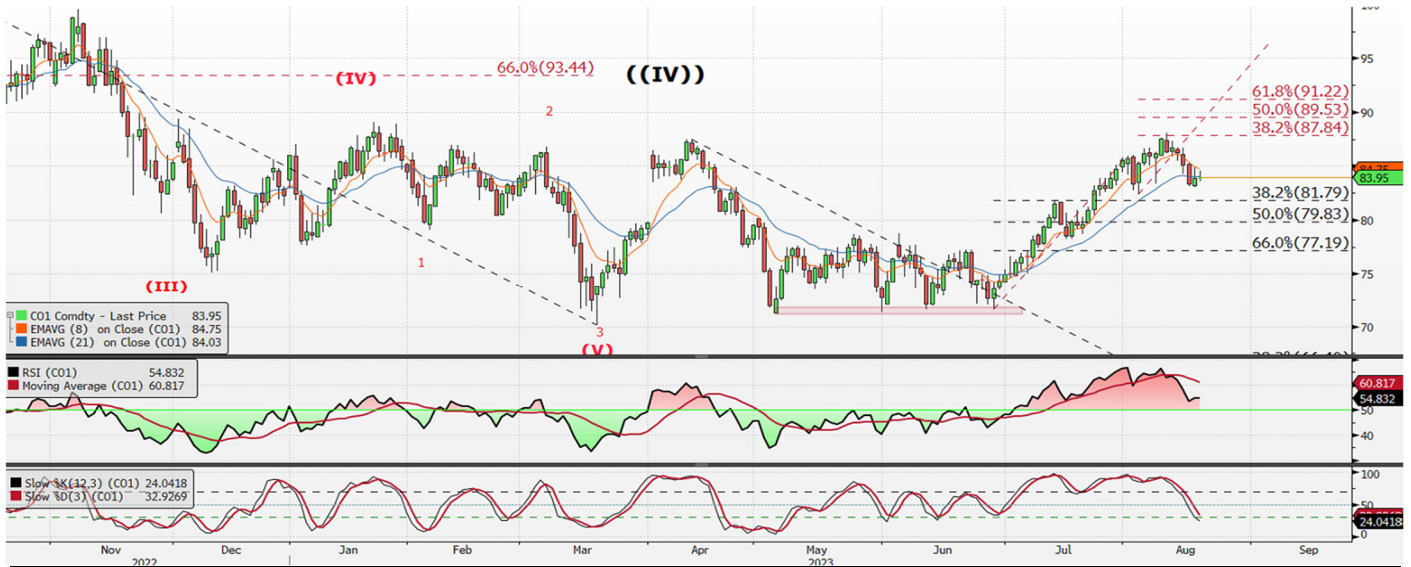 100
95
90
80
75
70
66.0%(93.44)
((IV))
(IV)
2
61.8%(91.22)
50.0%(89.53)
38.2%(87.84)
84.75
83.95
38.2%(81.79)
50.0%(79.83)
66.0%(77.19)
1
(III)
3
(V)
CO1 Comdty - Last Price 83.95
EMAVG (8) on Close (CO1) 84.75
EMAVG (21) on Close (CO1) 84.03
RSI (CO1) 54.832
Moving Average (CO1) 60.817
60.817
54.832
50
40
Slow %K(12,3) (CO1) 24.0418
Slow %D(3) (CO1) 32.9269
100
50
24.0418
0
Nov Dec Jan Feb Mar Apr May Jun Jul Aug Sep
2022 2023